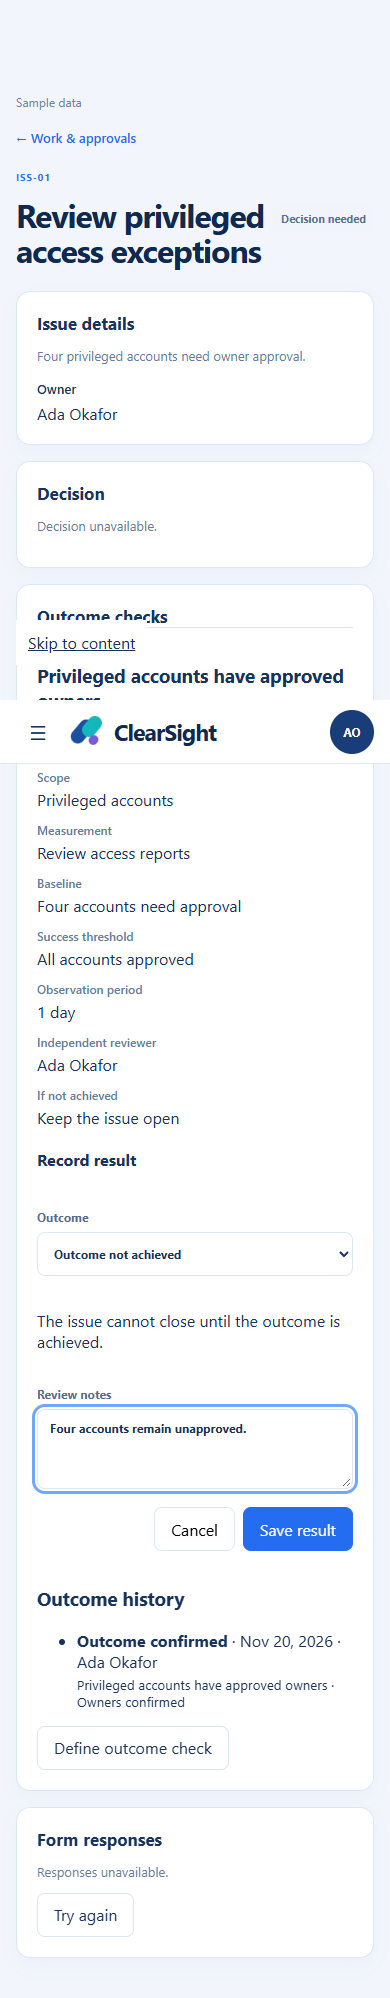 Sample data
← Work & approvals
ISS-01
Review privileged
access exceptions
Decision needed
Issue details
Four privileged accounts need owner approval.
Owner
Ada Okafor
Decision
Decision unavailable.
Outcome checks
Skip to content
Privileged accounts have approved
owners
☰ ClearSight AO
Scope
Privileged accounts
Measurement
Review access reports
Baseline
Four accounts need approval
Success threshold
All accounts approved
Observation period
1 day
Independent reviewer
Ada Okafor
If not achieved
Keep the issue open
Record result
Outcome
Outcome not achieved
The issue cannot close until the outcome is
achieved.
Review notes
Four accounts remain unapproved.
Cancel
Save result
Outcome history
• Outcome confirmed · Nov 20, 2026 ·
Ada Okafor
Privileged accounts have approved owners ·
Owners confirmed
Define outcome check
Form responses
Responses unavailable.
Try again